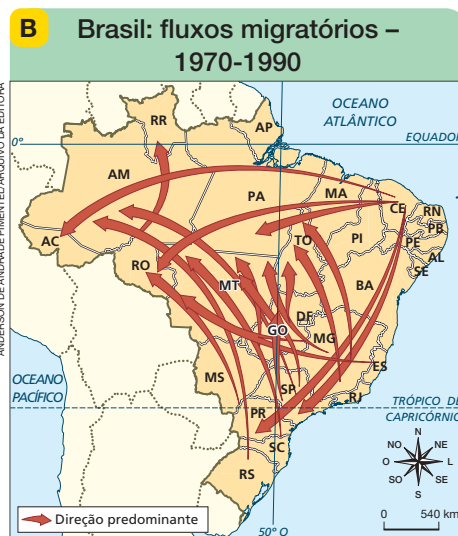 B
Brasil: fluxos migratórios –
1970-1990
ANDERSON DE ANDRADE PIMENTEL/ARQUIVO DA EDITORA
OCEANO
ATLÂNTICO
EQUADOR
0°
RR
AP
AM
PA
MA
CE
RN
PB
PE
AL
SE
PI
TO
AC
RO
MT
BA
DF
GO
MG
ES
MS
SP
RJ
OCEANO
PACÍFICO
TRÓPICO DE
CAPRICÓRNIO
PR
SC
RS
N
NO NE
O L
SO SE
S
Direção predominante
50° O
0 540 km